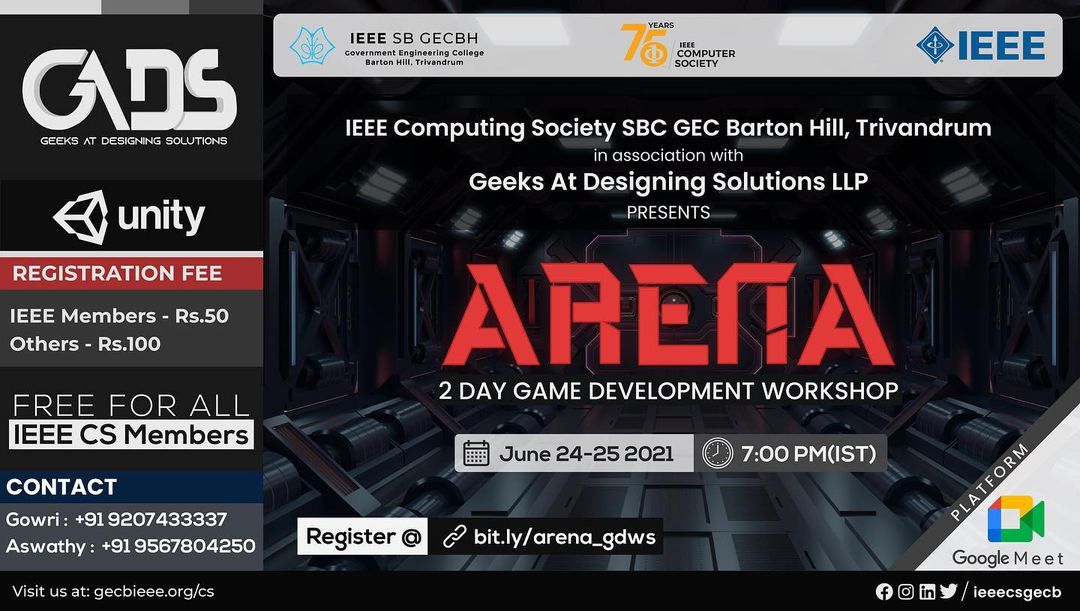 GADS
GEEKS AT DESIGNING SOLUTIONS
unity
REGISTRATION FEE
IEEE Members - Rs.50
Others - Rs.100
FREE FOR ALL
IEEE CS Members
CONTACT
Gowri : +91 9207433337
Aswathy : +91 9567804250
IEEE SB GECBH
Government Engineering College
Barton Hill, Trivandrum
75 YEARS
IEEE
COMPUTER
SOCIETY
IEEE
IEEE Computing Society SBC GEC Barton Hill, Trivandrum
in association with
Geeks At Designing Solutions LLP
PRESENTS
ARENA
2 DAY GAME DEVELOPMENT WORKSHOP
June 24-25 2021
7:00 PM(IST)
Register @
bit.ly/arena_gdws
PLATFORM
Google Meet
Visit us at: gecbieee.org/cs
/ ieeecsgecb